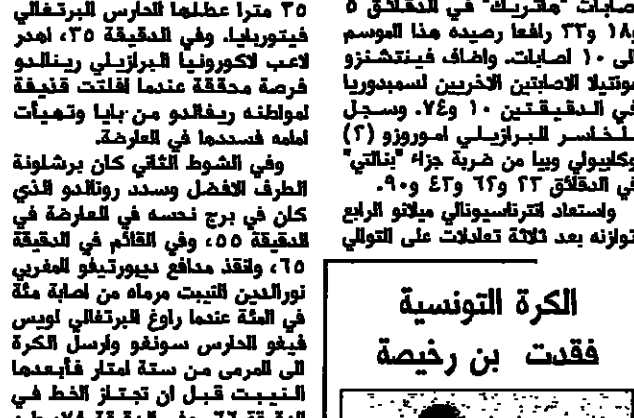 صابات "هاتريك" في الدقائق ٥
و١٨ و٣٣ رافعا رصيده هذا الموسم
الى ١٠ اصابات. واضاف فينتشنزو
مونتيلا الاصابتين الاخريين لسمبدوريا
في الدقيقتين ١٠ و٧٤. وسجل
للخاسر البرازيلي اموروزو (٢)
وكابيولي وبيا من ضربة جزاء "بنالتي"
في الدقائق ٢٢ و٦٢ و٤٣ و٩٠.
واستعاد انترناسيونالي ميلانو الرابع
توازنه بعد ثلاثة تعادلات على التوالي
الكرة التونسية
فقدت بن رخيصة
٣٥ مترا عطلها الحارس البرتغالي
فيتوربايا. وفي الدقيقة ٣٥، اهدر
لاعب لاكورونيا البرازيلي رينالدو
فرصة محققة عندما افلتت قذيفة
لمواطنه ريفالدو من بايا وتهيأت
امامه فسددها في العارضة.
وفي الشوط الثاني كان برشلونة
الطرف الافضل وسدد رونالدو الذي
كان في برج نحسه في العارضة في
الدقيقة ٥٥، وفي القائم في الدقيقة
٦٥، وانقذ مدافع ديبورتيفو المغربي
نورالدين النيبت مرماه من اصابة مئة
في المئة عندما راوغ البرتغالي لويس
فيغو الحارس سونغو وارسل الكرة
الى المرمى من ستة امتار فأبعدها
النيبت قبل ان تجتاز الخط في
الدقيقة ٦٦. وفي الدقيقة